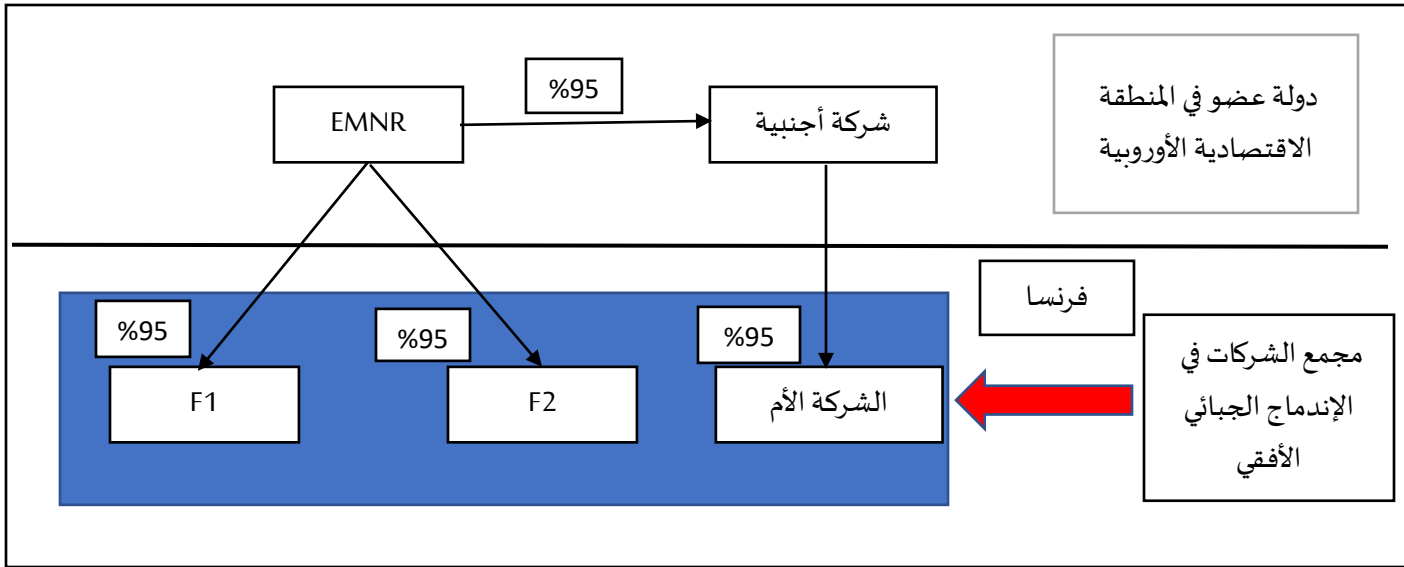 %95
EMNR
شركة أجنبية
دولة عضو في المنطقة
الاقتصادية الأوروبية
فرنسا
%95
%95
%95
F1
F2
الشركة الأم
مجمع الشركات في
الإندماج الجبائي
الأفقي